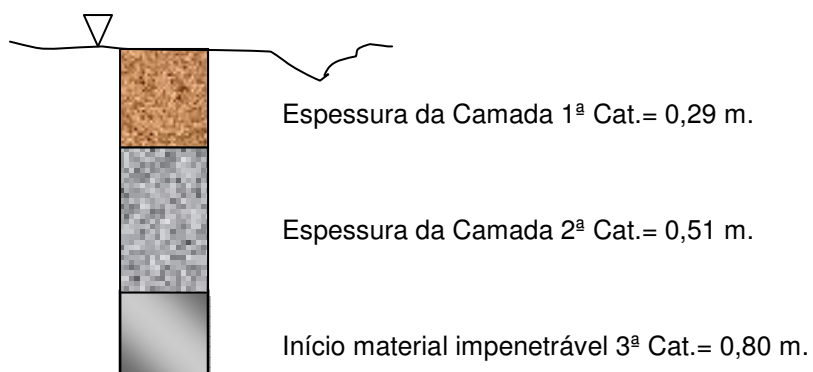 Espessura da Camada 1ª Cat.= 0,29 m.
Espessura da Camada 2ª Cat.= 0,51 m.
Início material impenetrável 3ª Cat.= 0,80 m.